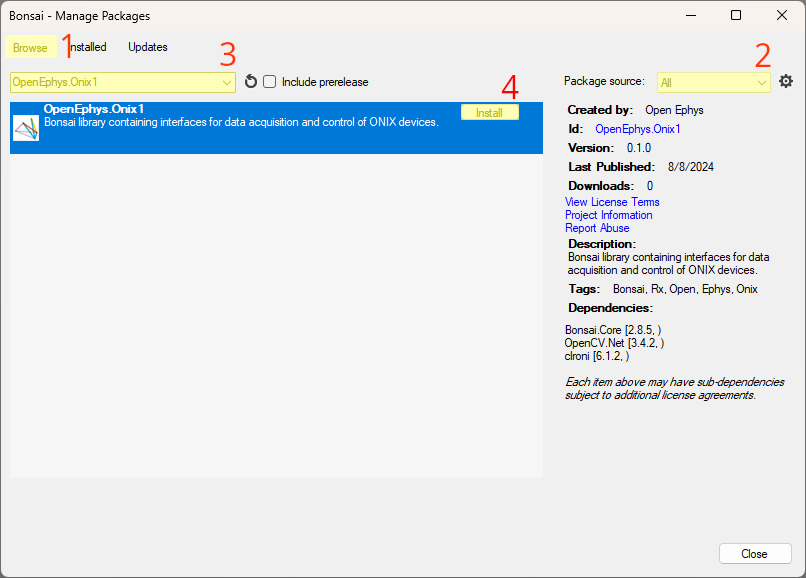 Bonsai - Manage Packages
Browse 1 Installed Updates 3 2
OpenEphys.Onix1 Include prerelease 4 Package source: All
OpenEphys.Onix1
Bonsai library containing interfaces for data acquisition and control of ONIX devices.
Install
Created by: Open Ephys
Id: OpenEphys.Onix1
Version: 0.1.0
Last Published: 8/8/2024
Downloads: 0
View License Terms
Project Information
Report Abuse
Description:
Bonsai library containing interfaces for data
acquisition and control of ONIX devices.
Tags: Bonsai, Rx, Open, Ephys, Onix
Dependencies:
Bonsai.Core [2.8.5, )
OpenCV.Net [3.4.2, )
clroni [6.1.2, )
Each item above may have sub-dependencies
subject to additional license agreements.
Close